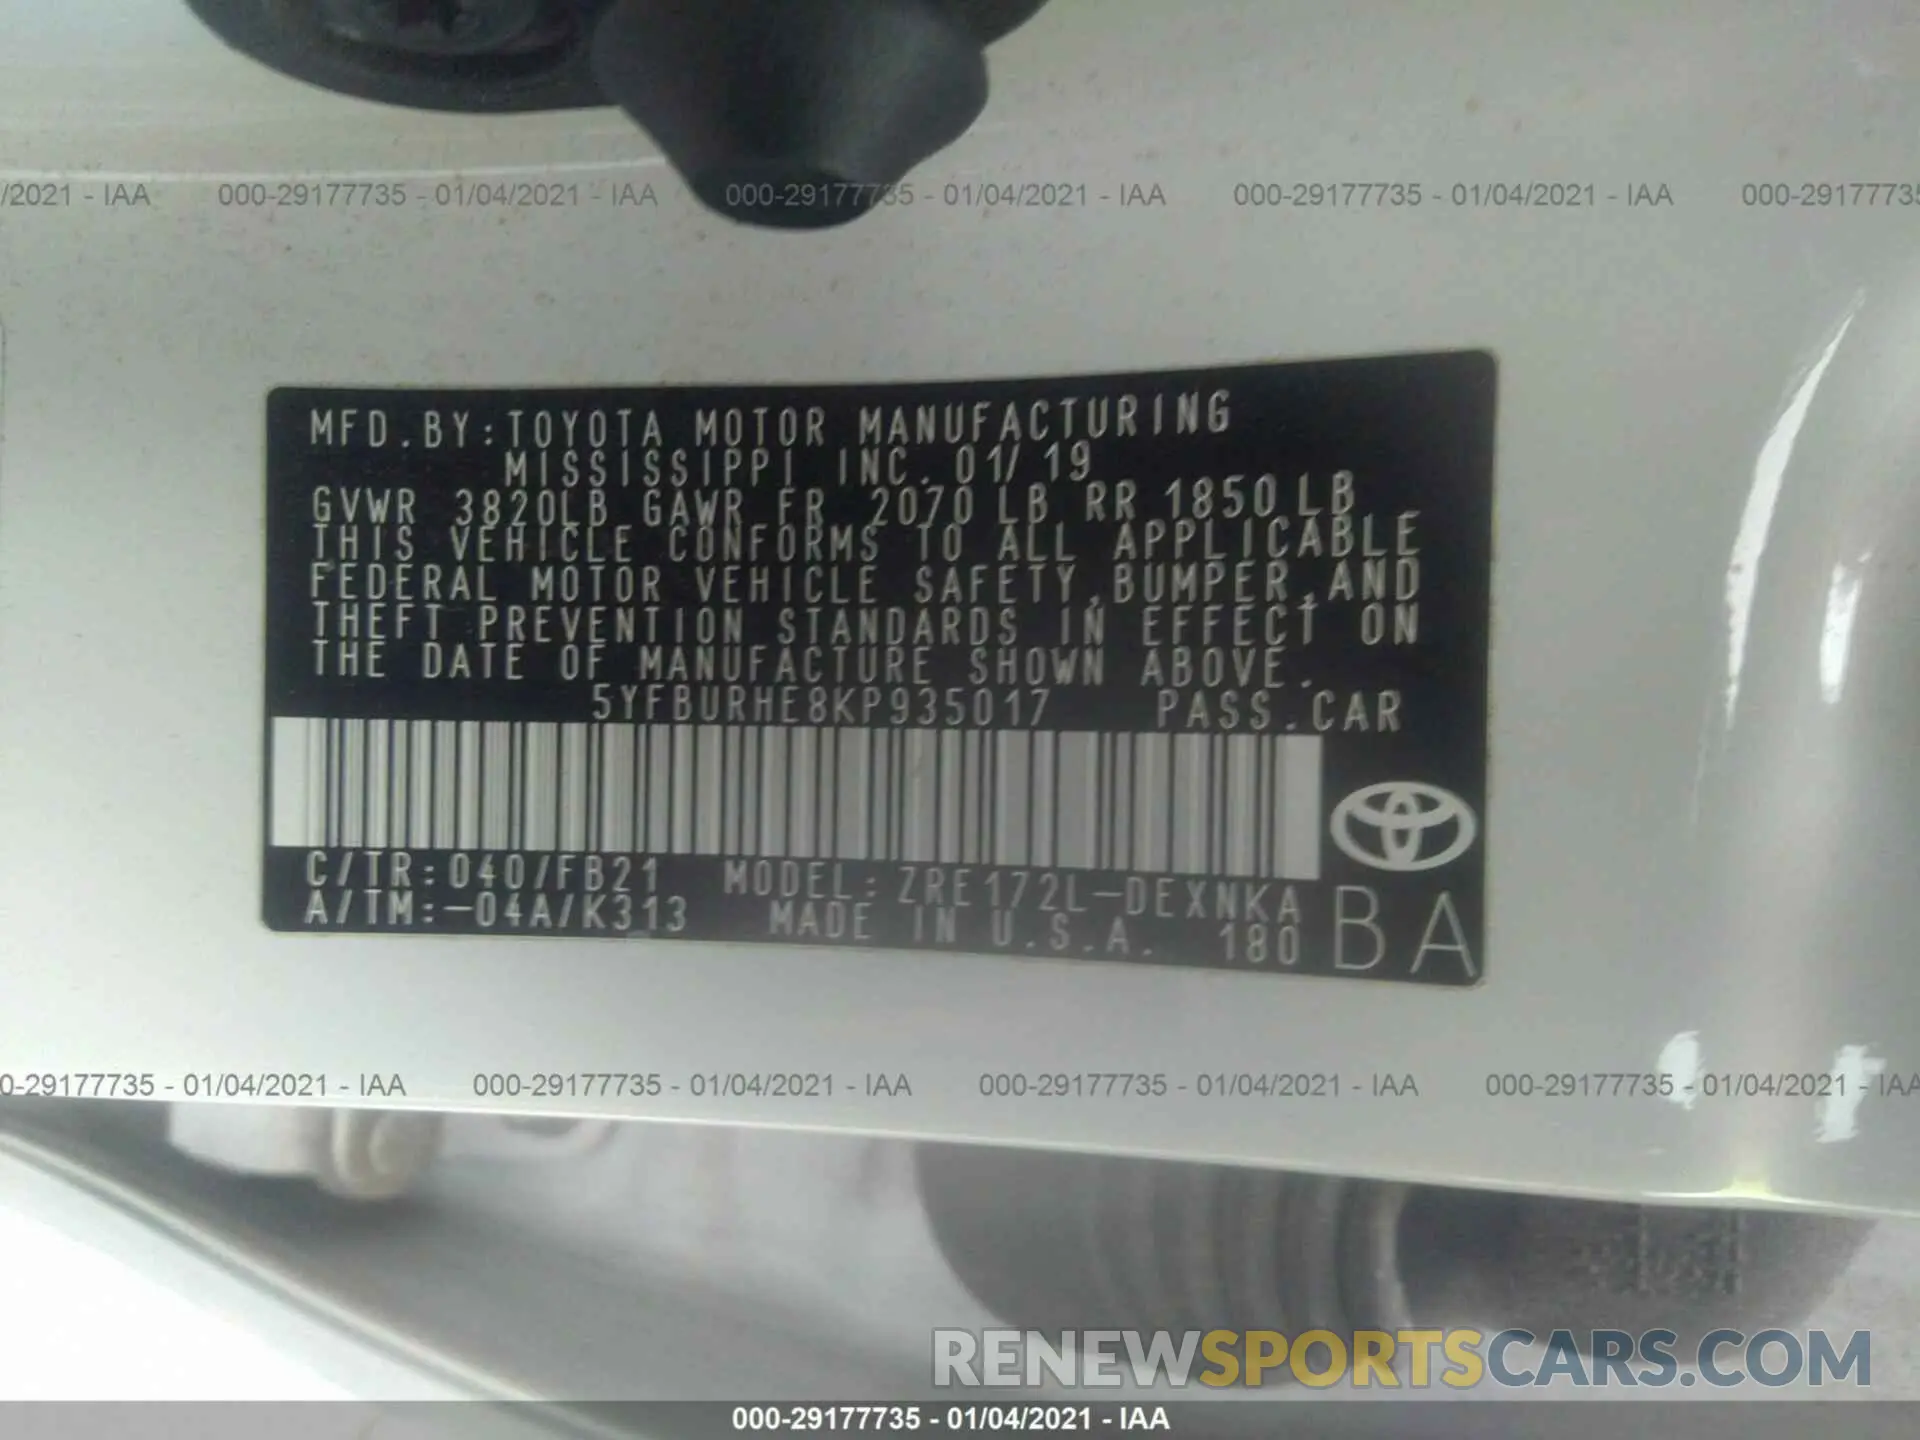 /2021 - IAA 000-29177735 - 01/04/2021 - IAA 000-29177735 - 01/04/2021 - IAA 000-29177735 - 01/04/2021 - IAA 000-29177735
MFD.BY:TOYOTA MOTOR MANUFACTURING
MISSISSIPPI INC. 01/19
GVWR 3820LB GAWR FR 2070 LB RR 1850 LB
THIS VEHICLE CONFORMS TO ALL APPLICABLE
FEDERAL MOTOR VEHICLE SAFETY,BUMPER,AND
THEFT PREVENTION STANDARDS IN EFFECT ON
THE DATE OF MANUFACTURE SHOWN ABOVE.
5YFBURHE8KP935017 PASS.CAR
C/TR:040/FB21 MODEL:ZRE172L-DEXNKA
A/TM:-04A/K313 MADE IN U.S.A. 180 BA
0-29177735 - 01/04/2021 - IAA 000-29177735 - 01/04/2021 - IAA 000-29177735 - 01/04/2021 - IAA 000-29177735 - 01/04/2021 - IAA
RENEWSPORTSCARS.COM
000-29177735 - 01/04/2021 - IAA